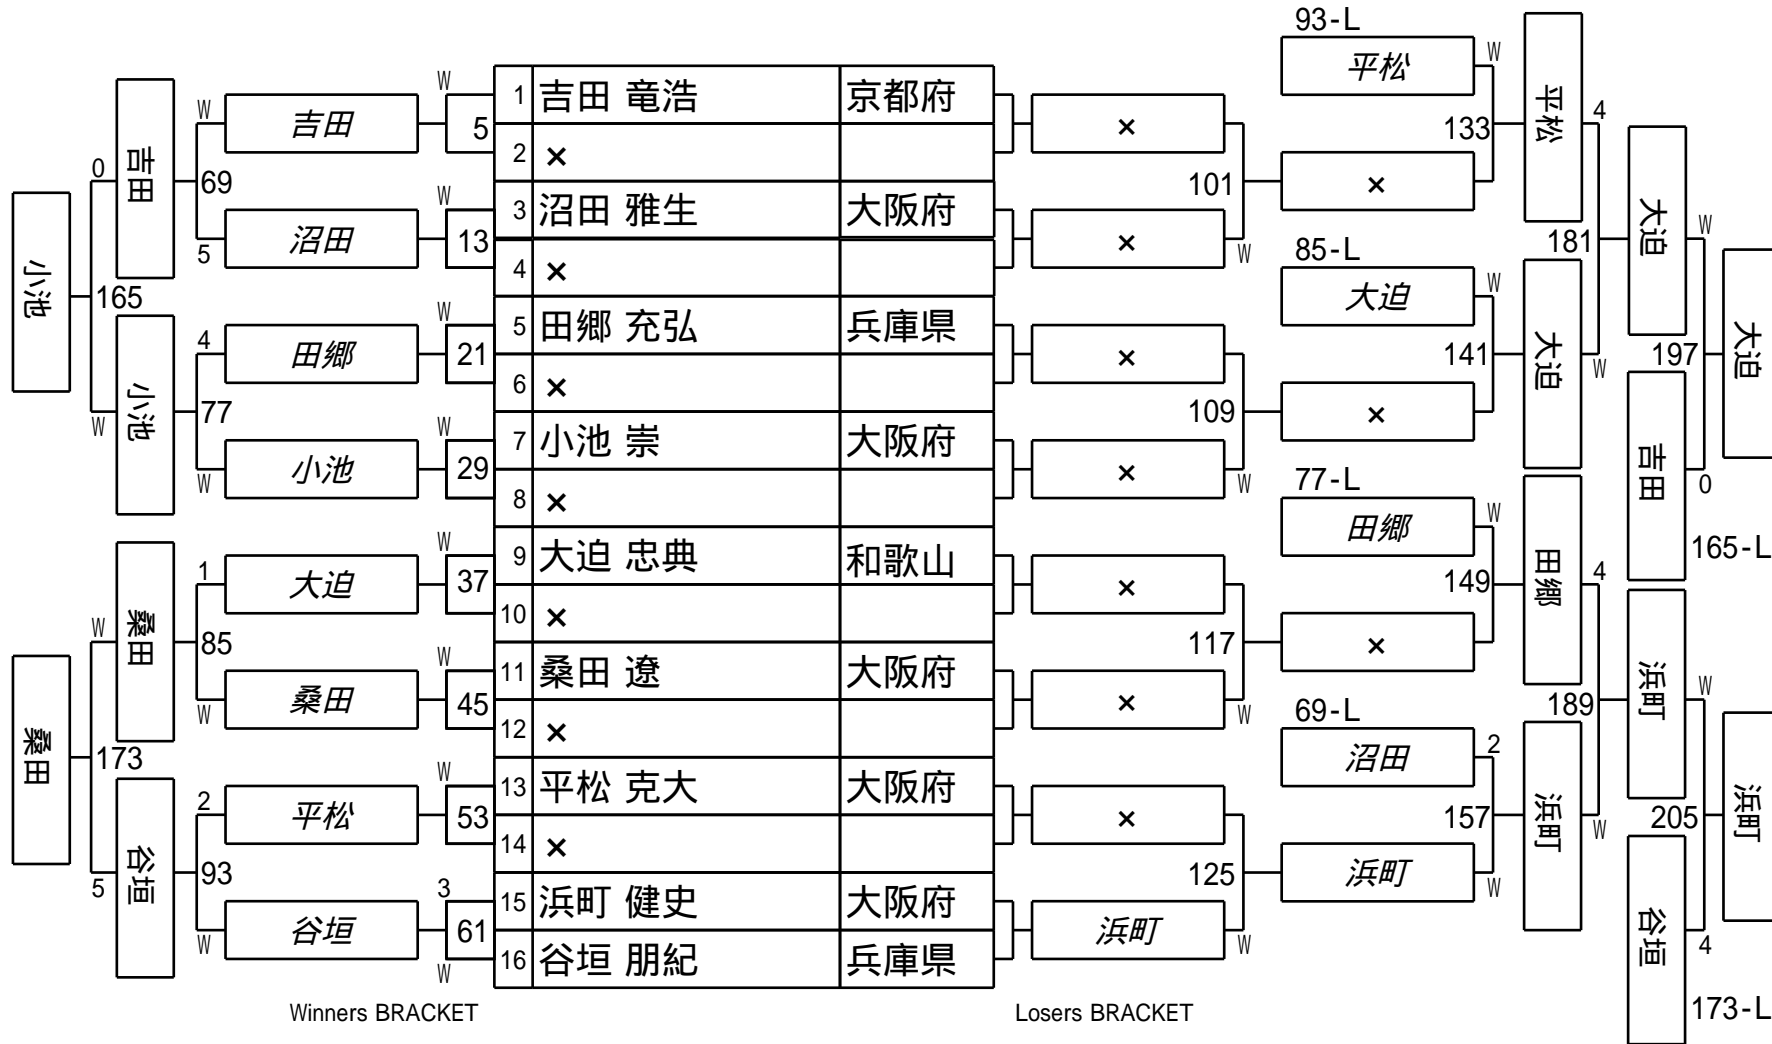 93-L
平松
W
平松
4
133
×
181
大迫
W
85-L
大迫
W
141
×
大迫
W
197
大迫
吉田
0
165-L
77-L
田郷
W
149
×
田郷
4
189
浜町
W
69-L
沼田
2
157
浜町
W
浜町
W
205
浜町
谷垣
4
173-L
W
1 吉田 竜浩 京都府
5
2 ×
W
3 沼田 雅生 大阪府
13
4 ×
W
5 田郷 充弘 兵庫県
21
6 ×
W
7 小池 崇 大阪府
29
8 ×
W
9 大迫 忠典 和歌山
37
10 ×
W
11 桑田 遼 大阪府
45
12 ×
W
13 平松 克大 大阪府
53
14 ×
3
15 浜町 健史 大阪府
61
16 谷垣 朋紀 兵庫県
W
W
吉田
69
5
沼田
4
田郷
77
W
小池
1
大迫
85
W
桑田
2
平松
93
W
谷垣
0
吉田
165
W
小池
小池
W
桑田
173
5
谷垣
桑田
×
101
×
W
×
109
×
W
×
117
×
W
×
125
浜町
W
Winners BRACKET
Losers BRACKET